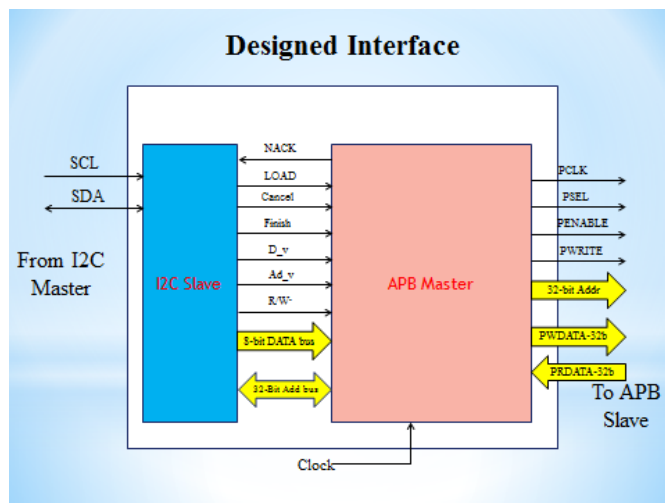 Designed Interface
SCL
SDA
From I2C
Master
I2C Slave
NACK
LOAD
Cancel
Finish
D_v
Ad_v
R/W-
8-bit DATA bus
32-Bit Add bus
APB Master
Clock
PCLK
PSEL
PENABLE
PWRITE
32-bit Addr
PWDATA-32b
PRDATA-32b
To APB
Slave